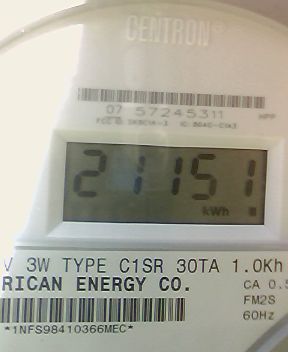 CENTRON®
07 57245311 HPP
21151
kWh
V 3W TYPE C1SR 30TA 1.0Kh
RICAN ENERGY CO. CA 0.5
FM2S
60Hz
*1NFS98410366MEC*